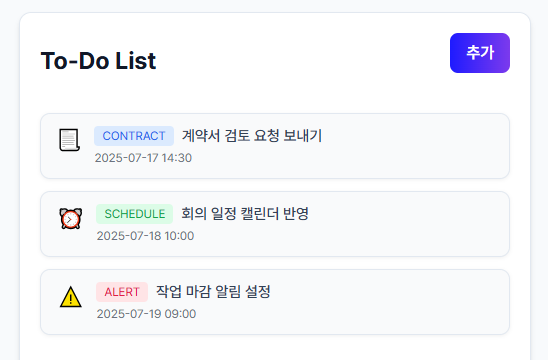 To-Do List
추가
CONTRACT 계약서 검토 요청 보내기
2025-07-17 14:30
SCHEDULE 회의 일정 캘린더 반영
2025-07-18 10:00
ALERT 작업 마감 알림 설정
2025-07-19 09:00